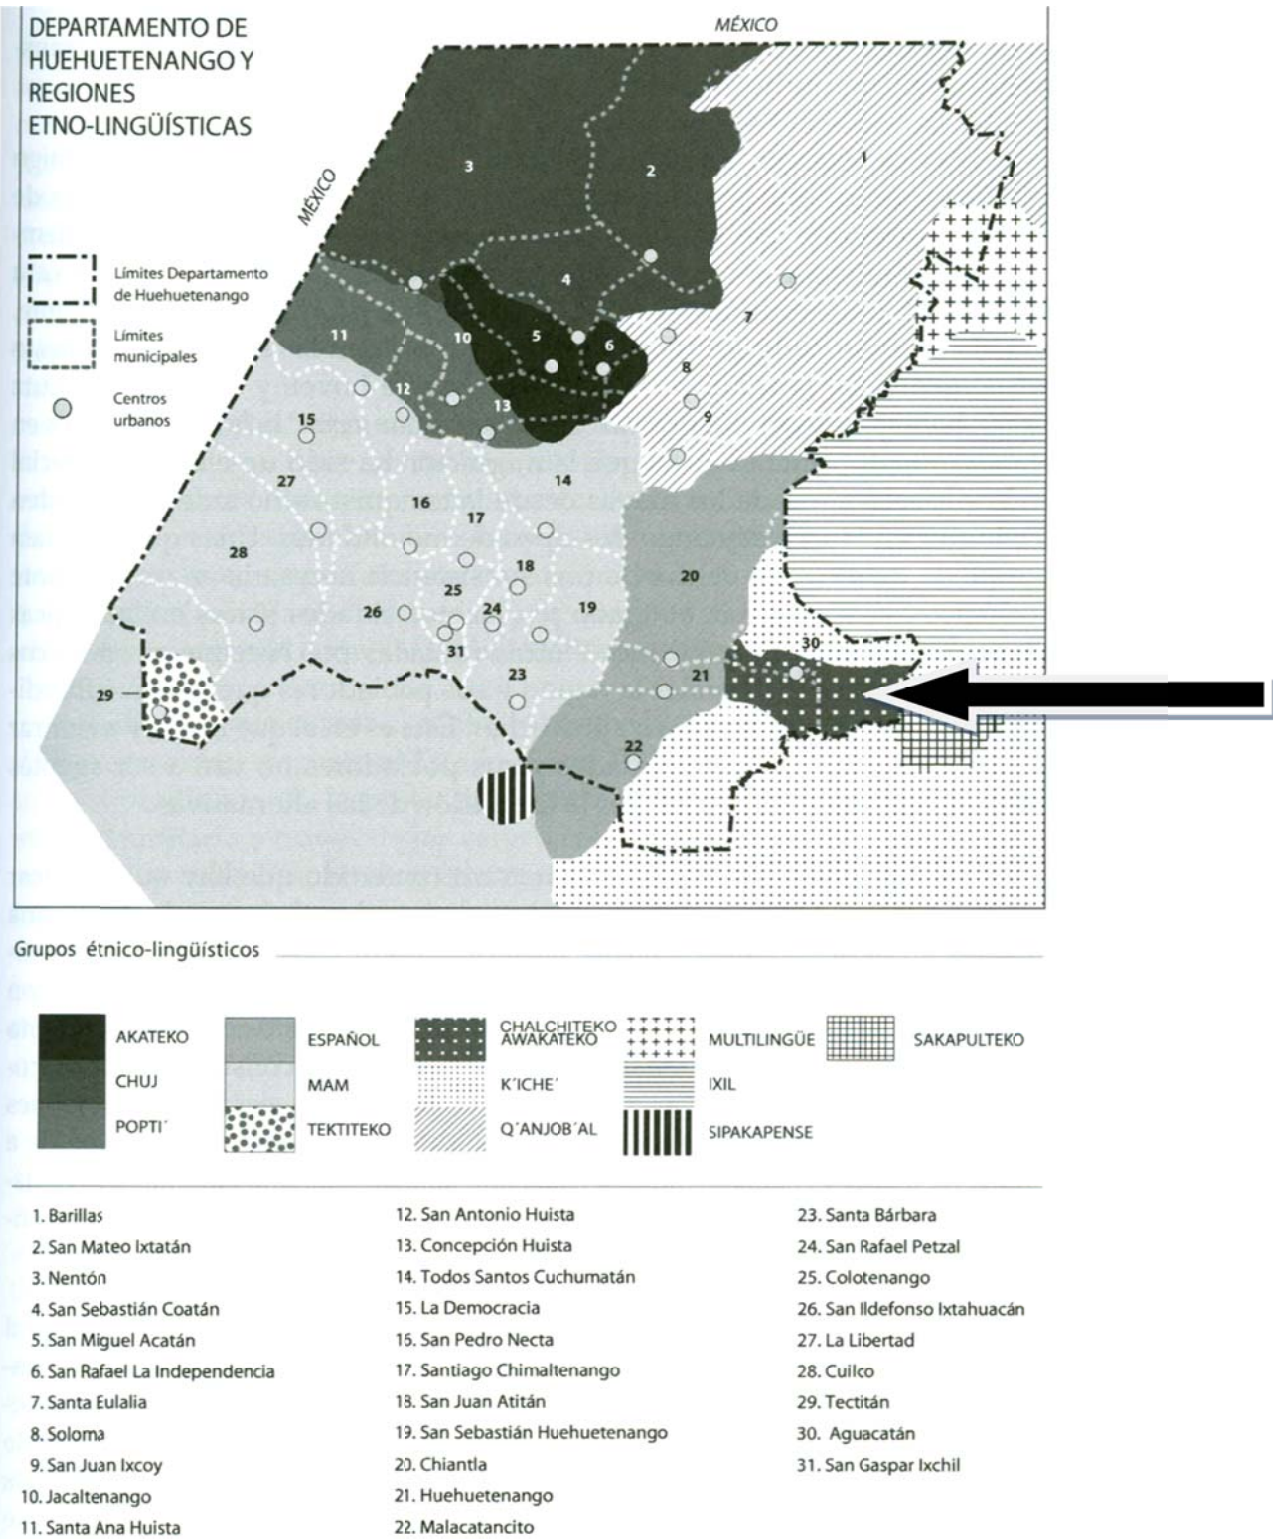 DEPARTAMENTO DE
HUEHUETENANGO Y
REGIONES
ETNO-LINGÜÍSTICAS
MÉXICO
MÉXICO
Límites Departamento
de Huehuetenango
Límites
municipales
Centros
urbanos
3
2
1
4
7
11
10
5
6
8
12
13
9
15
14
27
16
17
28
18
20
25
26
24
19
31
30
23
21
29
22
Grupos étnico-lingüísticos
AKATEKO
CHUJ
POPTI´
ESPAÑOL
MAM
TEKTITEKO
CHALCHITEKO
AWAKATEKO
K´ICHE´
Q´ANJOB´AL
MULTILINGÜE
IXIL
SIPAKAPENSE
SAKAPULTEKO
1. Barillas
2. San Mateo Ixtatán
3. Nentón
4. San Sebastián Coatán
5. San Miguel Acatán
6. San Rafael La Independencia
7. Santa Eulalia
8. Soloma
9. San Juan Ixcoy
10. Jacaltenango
11. Santa Ana Huista
12. San Antonio Huista
13. Concepción Huista
14. Todos Santos Cuchumatán
15. La Democracia
16. San Pedro Necta
17. Santiago Chimaltenango
18. San Juan Atitán
19. San Sebastián Huehuetenango
20. Chiantla
21. Huehuetenango
22. Malacatancito
23. Santa Bárbara
24. San Rafael Petzal
25. Colotenango
26. San Ildefonso Ixtahuacán
27. La Libertad
28. Cuilco
29. Tectitán
30. Aguacatán
31. San Gaspar Ixchil